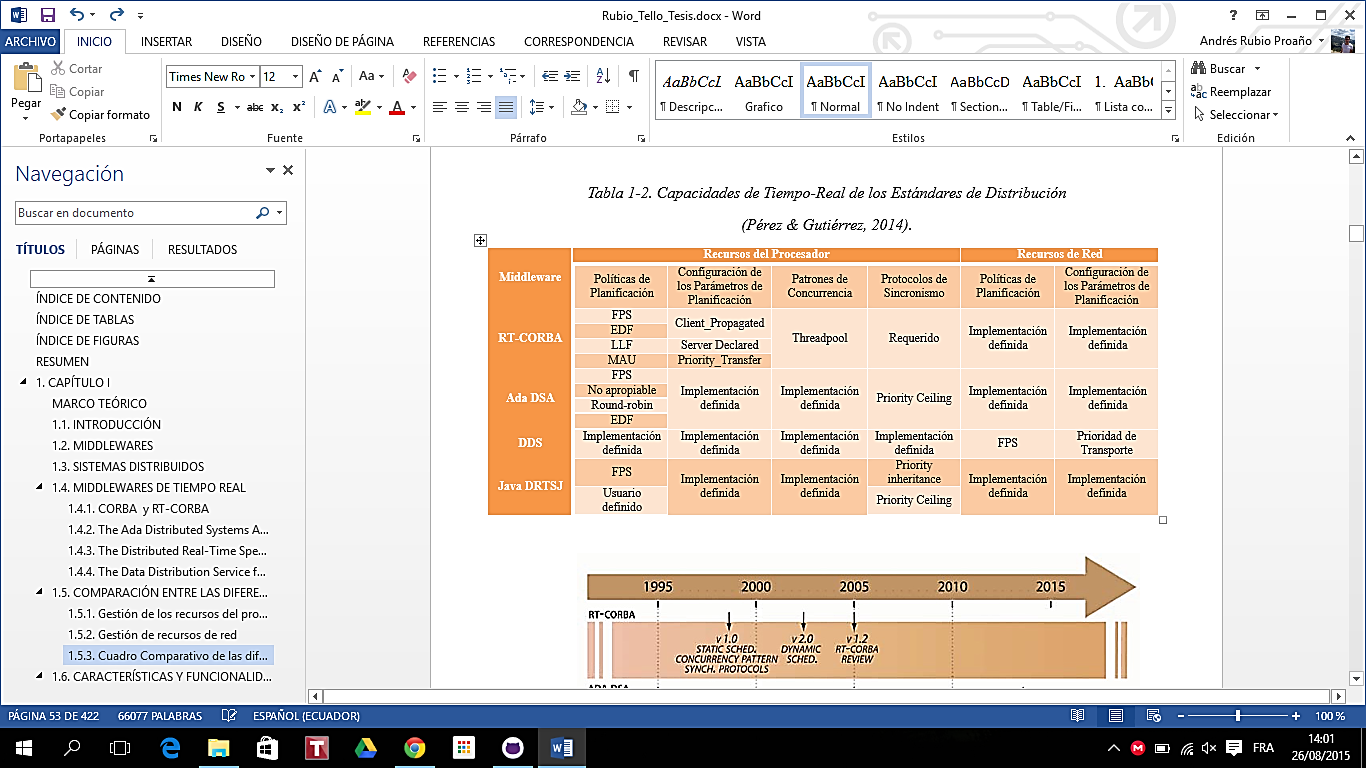 Rubio_Tello_Tesis.docx - Word
ARCHIVO INICIO INSERTAR DISEÑO DISEÑO DE PÁGINA REFERENCIAS CORRESPONDENCIA REVISAR VISTA Andrés Rubio Proaño
Pegar
Cortar
Copiar
Copiar formato
Portapapeles
Times New Ro 12
Aa
N K S abc x₂ x²
Fuente
Párrafo
AaBbCcI AaBbCcI AaBbCcI AaBbCcI AaBbCcD AaBbCcI 1. AaBb
¶ Descripc... Grafico ¶ Normal ¶ No Indent ¶ Section... ¶ Table/Fi... ¶ Lista co...
Estilos
Buscar
Reemplazar
Seleccionar
Edición
Navegación
Buscar en documento
TÍTULOS PÁGINAS RESULTADOS
ÍNDICE DE CONTENIDO
ÍNDICE DE TABLAS
ÍNDICE DE FIGURAS
RESUMEN
1. CAPÍTULO I
MARCO TEÓRICO
1.1. INTRODUCCIÓN
1.2. MIDDLEWARES
1.3. SISTEMAS DISTRIBUIDOS
1.4. MIDDLEWARES DE TIEMPO REAL
1.4.1. CORBA y RT-CORBA
1.4.2. The Ada Distributed Systems A...
1.4.3. The Distributed Real-Time Spe...
1.4.4. The Data Distribution Service f...
1.5. COMPARACIÓN ENTRE LAS DIFERE...
1.5.1. Gestión de los recursos del pro...
1.5.2. Gestión de recursos de red
1.5.3. Cuadro Comparativo de las dif...
1.6. CARACTERÍSTICAS Y FUNCIONALID...
Tabla 1-2. Capacidades de Tiempo-Real de los Estándares de Distribución
(Pérez & Gutiérrez, 2014).
Middleware
Recursos del Procesador Recursos de Red
Políticas de Planificación
Configuración de los Parámetros de Planificación
Patrones de Concurrencia
Protocolos de Sincronismo
Políticas de Planificación
Configuración de los Parámetros de Planificación
RT-CORBA
FPS
EDF
LLF
MAU
Client_Propagated
Server Declared
Priority_Transfer
Threadpool
Requerido
Implementación definida
Implementación definida
Ada DSA
FPS
No apropiable
Round-robin
EDF
Implementación definida
Implementación definida
Priority Ceiling
Implementación definida
Implementación definida
DDS
Implementación definida
Implementación definida
Implementación definida
Implementación definida
FPS
Prioridad de Transporte
Java DRTSJ
FPS
Usuario definido
Implementación definida
Implementación definida
Priority inheritance
Priority Ceiling
Implementación definida
Implementación definida
1995 2000 2005 2010 2015
RT-CORBA
v 1.0
STATIC SCHED.
CONCURRENCY PATTERN
SYNCH. PROTOCOLS
v 2.0
DYNAMIC
SCHED.
v 1.2
RT-CORBA
REVIEW
PÁGINA 53 DE 422 66077 PALABRAS ESPAÑOL (ECUADOR) 100 %
FRA
14:01
26/08/2015